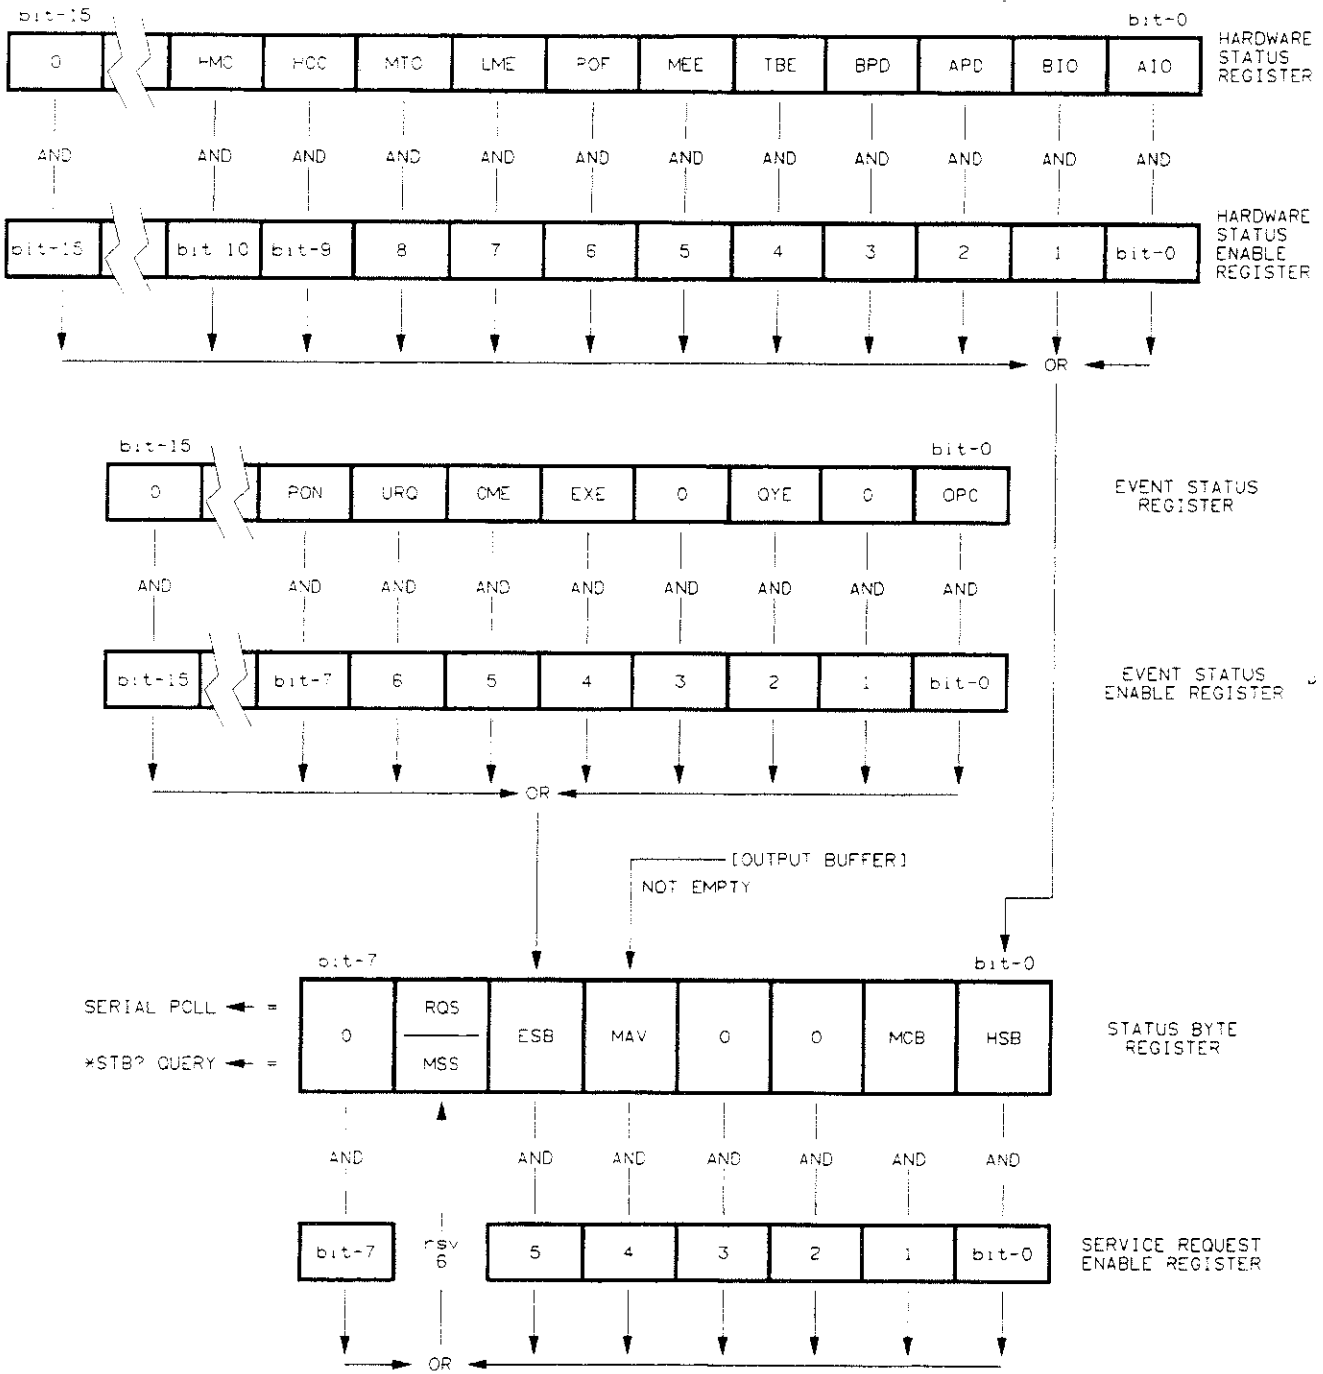 bit-15
bit-0
HARDWARE
STATUS
REGISTER
0 HMC HCC MTC LME POF MEE TBE BPD APD BIO AIO
AND AND AND AND AND AND AND AND AND AND AND AND
HARDWARE
STATUS
ENABLE
REGISTER
bit-15 bit 10 bit-9 8 7 6 5 4 3 2 1 bit-0
OR
bit-15
bit-0
0 PON URQ CME EXE 0 QYE 0 OPC
EVENT STATUS
REGISTER
AND AND AND AND AND AND AND AND AND
bit-15 bit-7 6 5 4 3 2 1 bit-0
EVENT STATUS
ENABLE REGISTER
OR
[OUTPUT BUFFER]
NOT EMPTY
bit-7
bit-0
SERIAL POLL =
*STB? QUERY =
0 RQS MSS ESB MAV 0 0 MCB HSB
STATUS BYTE
REGISTER
AND AND AND AND AND AND AND
bit-7 rsv 6 5 4 3 2 1 bit-0
SERVICE REQUEST
ENABLE REGISTER
OR